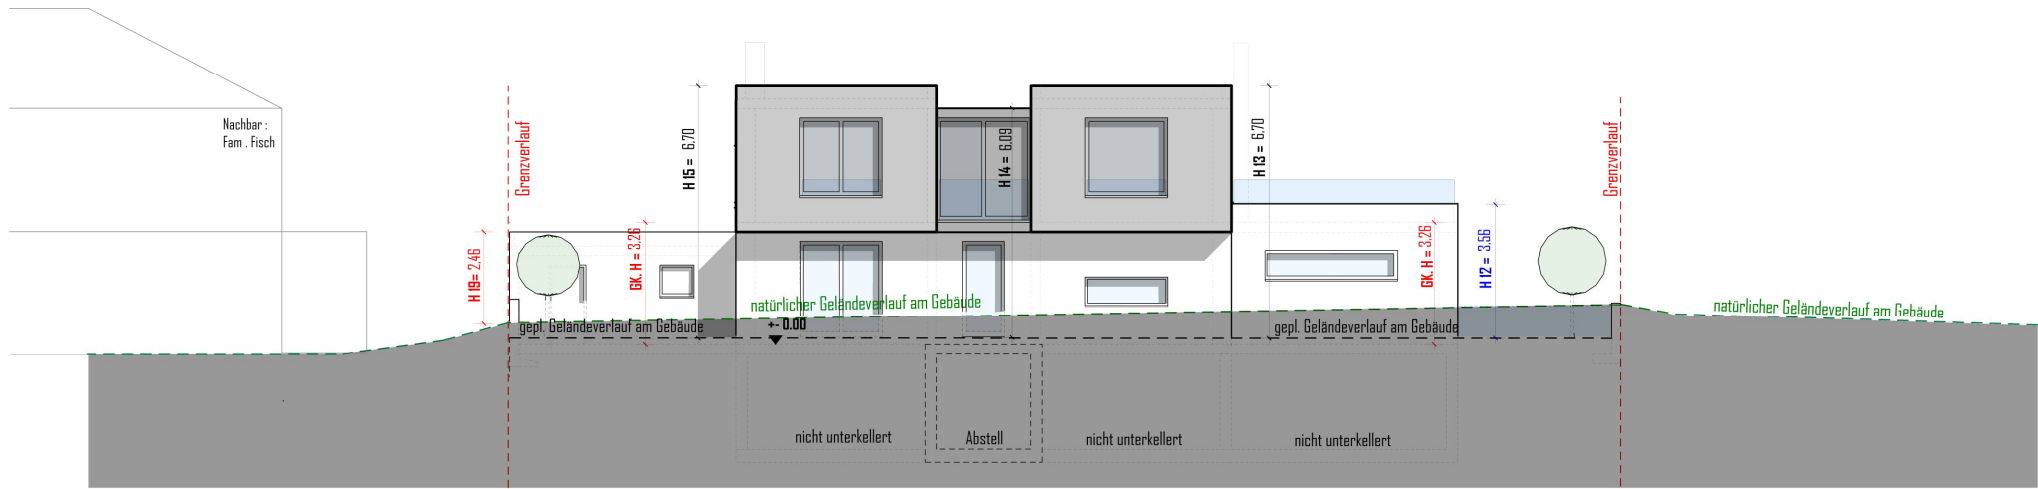 Nachbar :
Fam . Fisch
Grenzverlauf
H 19= 2.46
GK. H = 3.26
H 15 = 6.70
H 14 = 6.09
H 13 = 6.70
GK. H = 3.26
H 12 = 3.56
Grenzverlauf
natürlicher Geländeverlauf am Gebäude
natürlicher Geländeverlauf am Gebäude
gepl. Geländeverlauf am Gebäude
+- 0.00
gepl. Geländeverlauf am Gebäude
nicht unterkellert
Abstell
nicht unterkellert
nicht unterkellert